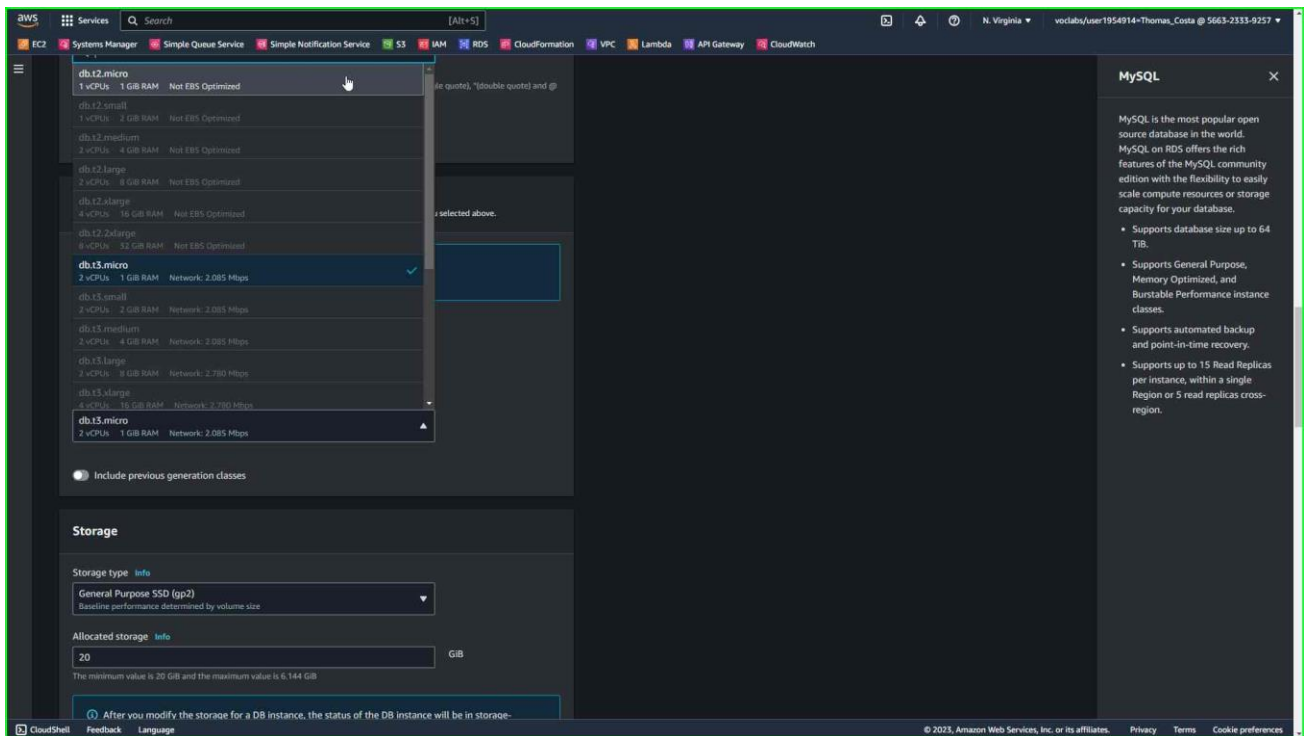 aws
Services
Search
[Alt+S]
N. Virginia
voclabs/user1954914=Thomas_Costa @ 5663-2333-9257
EC2
Systems Manager
Simple Queue Service
Simple Notification Service
S3
IAM
RDS
CloudFormation
VPC
Lambda
API Gateway
CloudWatch
db.t2.micro
1 vCPUs 1 GiB RAM Not EBS Optimized
quote), "(double quote) and @
db.t2.small
1 vCPUs 2 GiB RAM Not EBS Optimized
db.t2.medium
2 vCPUs 4 GiB RAM Not EBS Optimized
db.t2.large
2 vCPUs 8 GiB RAM Not EBS Optimized
db.t2.xlarge
4 vCPUs 16 GiB RAM Not EBS Optimized
selected above.
db.t2.2xlarge
8 vCPUs 32 GiB RAM Not EBS Optimized
db.t3.micro
2 vCPUs 1 GiB RAM Network: 2.085 Mbps
db.t3.small
2 vCPUs 2 GiB RAM Network: 2.085 Mbps
db.t3.medium
2 vCPUs 4 GiB RAM Network: 2.085 Mbps
db.t3.large
2 vCPUs 8 GiB RAM Network: 2.780 Mbps
db.t3.xlarge
4 vCPUs 16 GiB RAM Network: 2.780 Mbps
db.t3.micro
2 vCPUs 1 GiB RAM Network: 2.085 Mbps
Include previous generation classes
Storage
Storage type Info
General Purpose SSD (gp2)
Baseline performance determined by volume size
Allocated storage Info
20
GiB
The minimum value is 20 GiB and the maximum value is 6.144 GiB
After you modify the storage for a DB instance, the status of the DB instance will be in storage-
MySQL
MySQL is the most popular open
source database in the world.
MySQL on RDS offers the rich
features of the MySQL community
edition with the flexibility to easily
scale compute resources or storage
capacity for your database.
• Supports database size up to 64
TiB.
• Supports General Purpose,
Memory Optimized, and
Burstable Performance instance
classes.
• Supports automated backup
and point-in-time recovery.
• Supports up to 15 Read Replicas
per instance, within a single
Region or 5 read replicas cross-
region.
CloudShell
Feedback
Language
© 2023, Amazon Web Services, Inc. or its affiliates.
Privacy
Terms
Cookie preferences